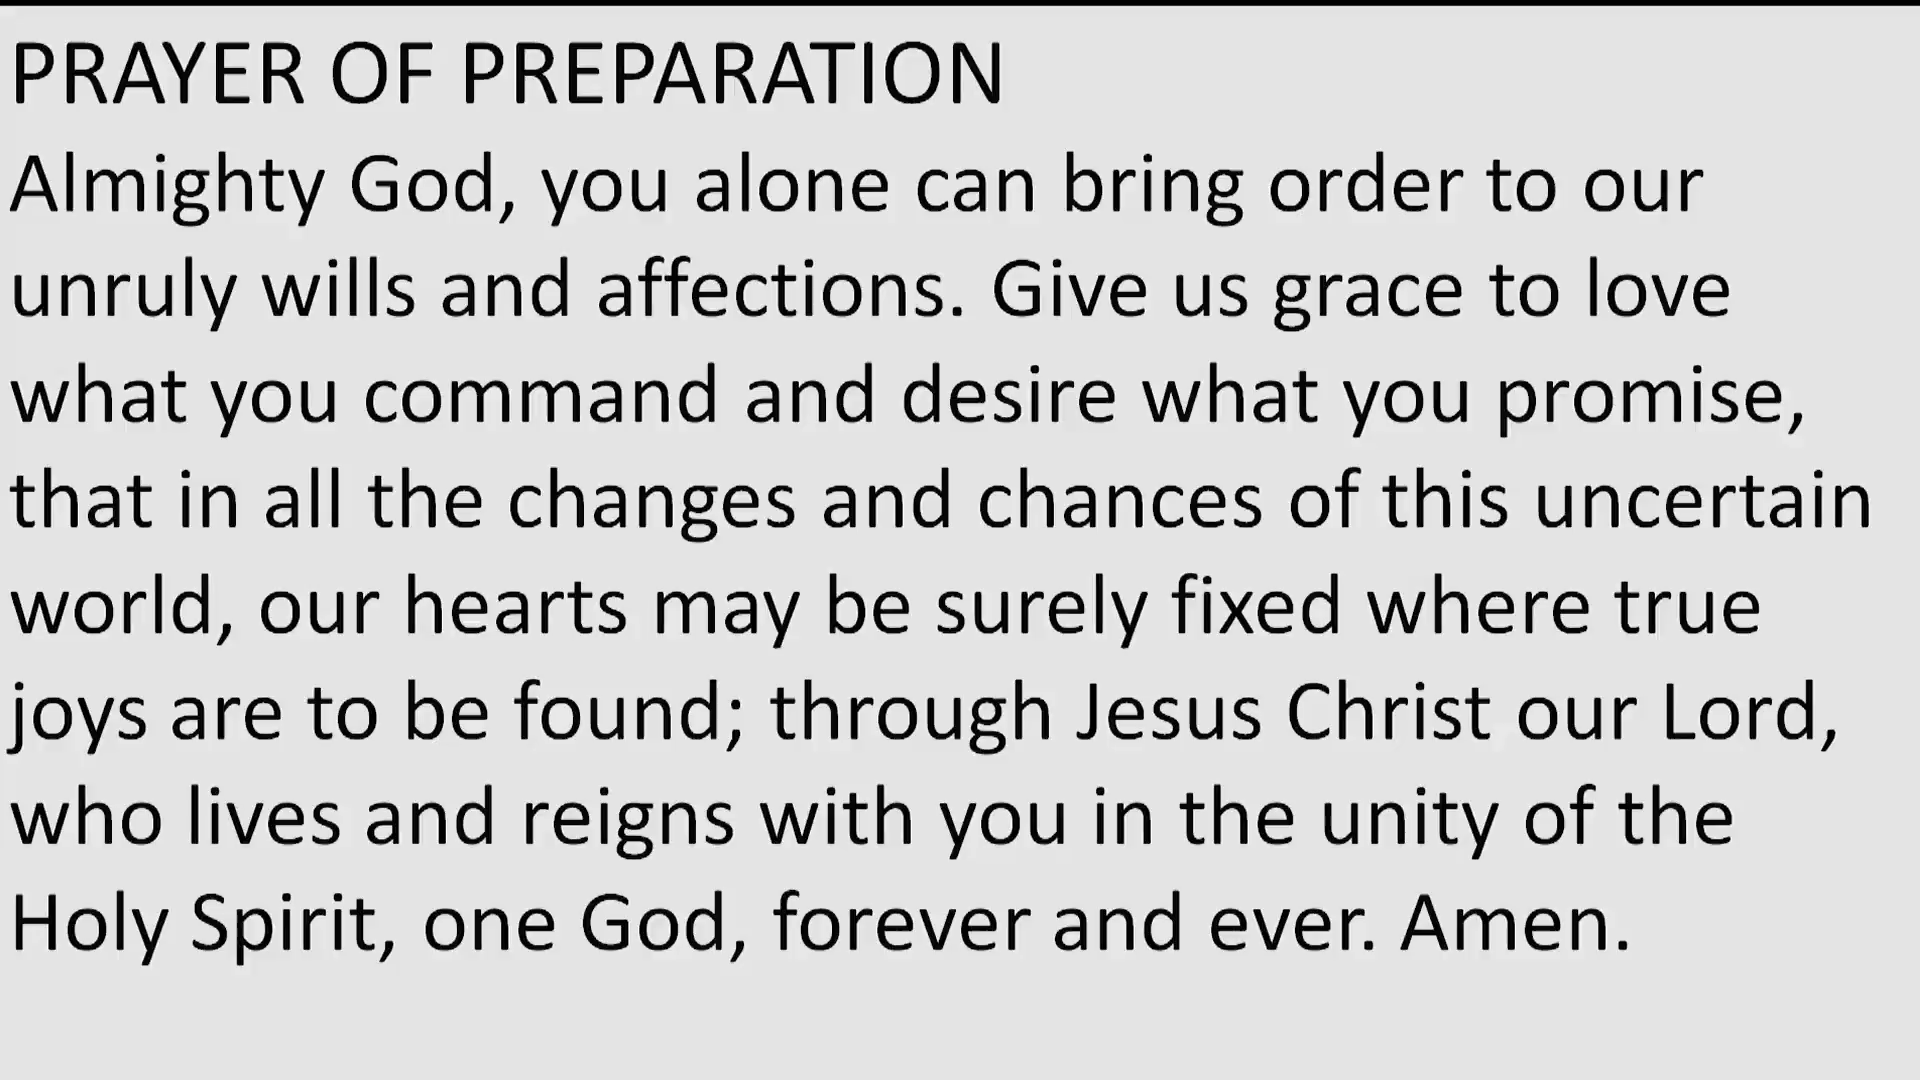 PRAYER OF PREPARATION
Almighty God, you alone can bring order to our
unruly wills and affections. Give us grace to love
what you command and desire what you promise,
that in all the changes and chances of this uncertain
world, our hearts may be surely fixed where true
joys are to be found; through Jesus Christ our Lord,
who lives and reigns with you in the unity of the
Holy Spirit, one God, forever and ever. Amen.